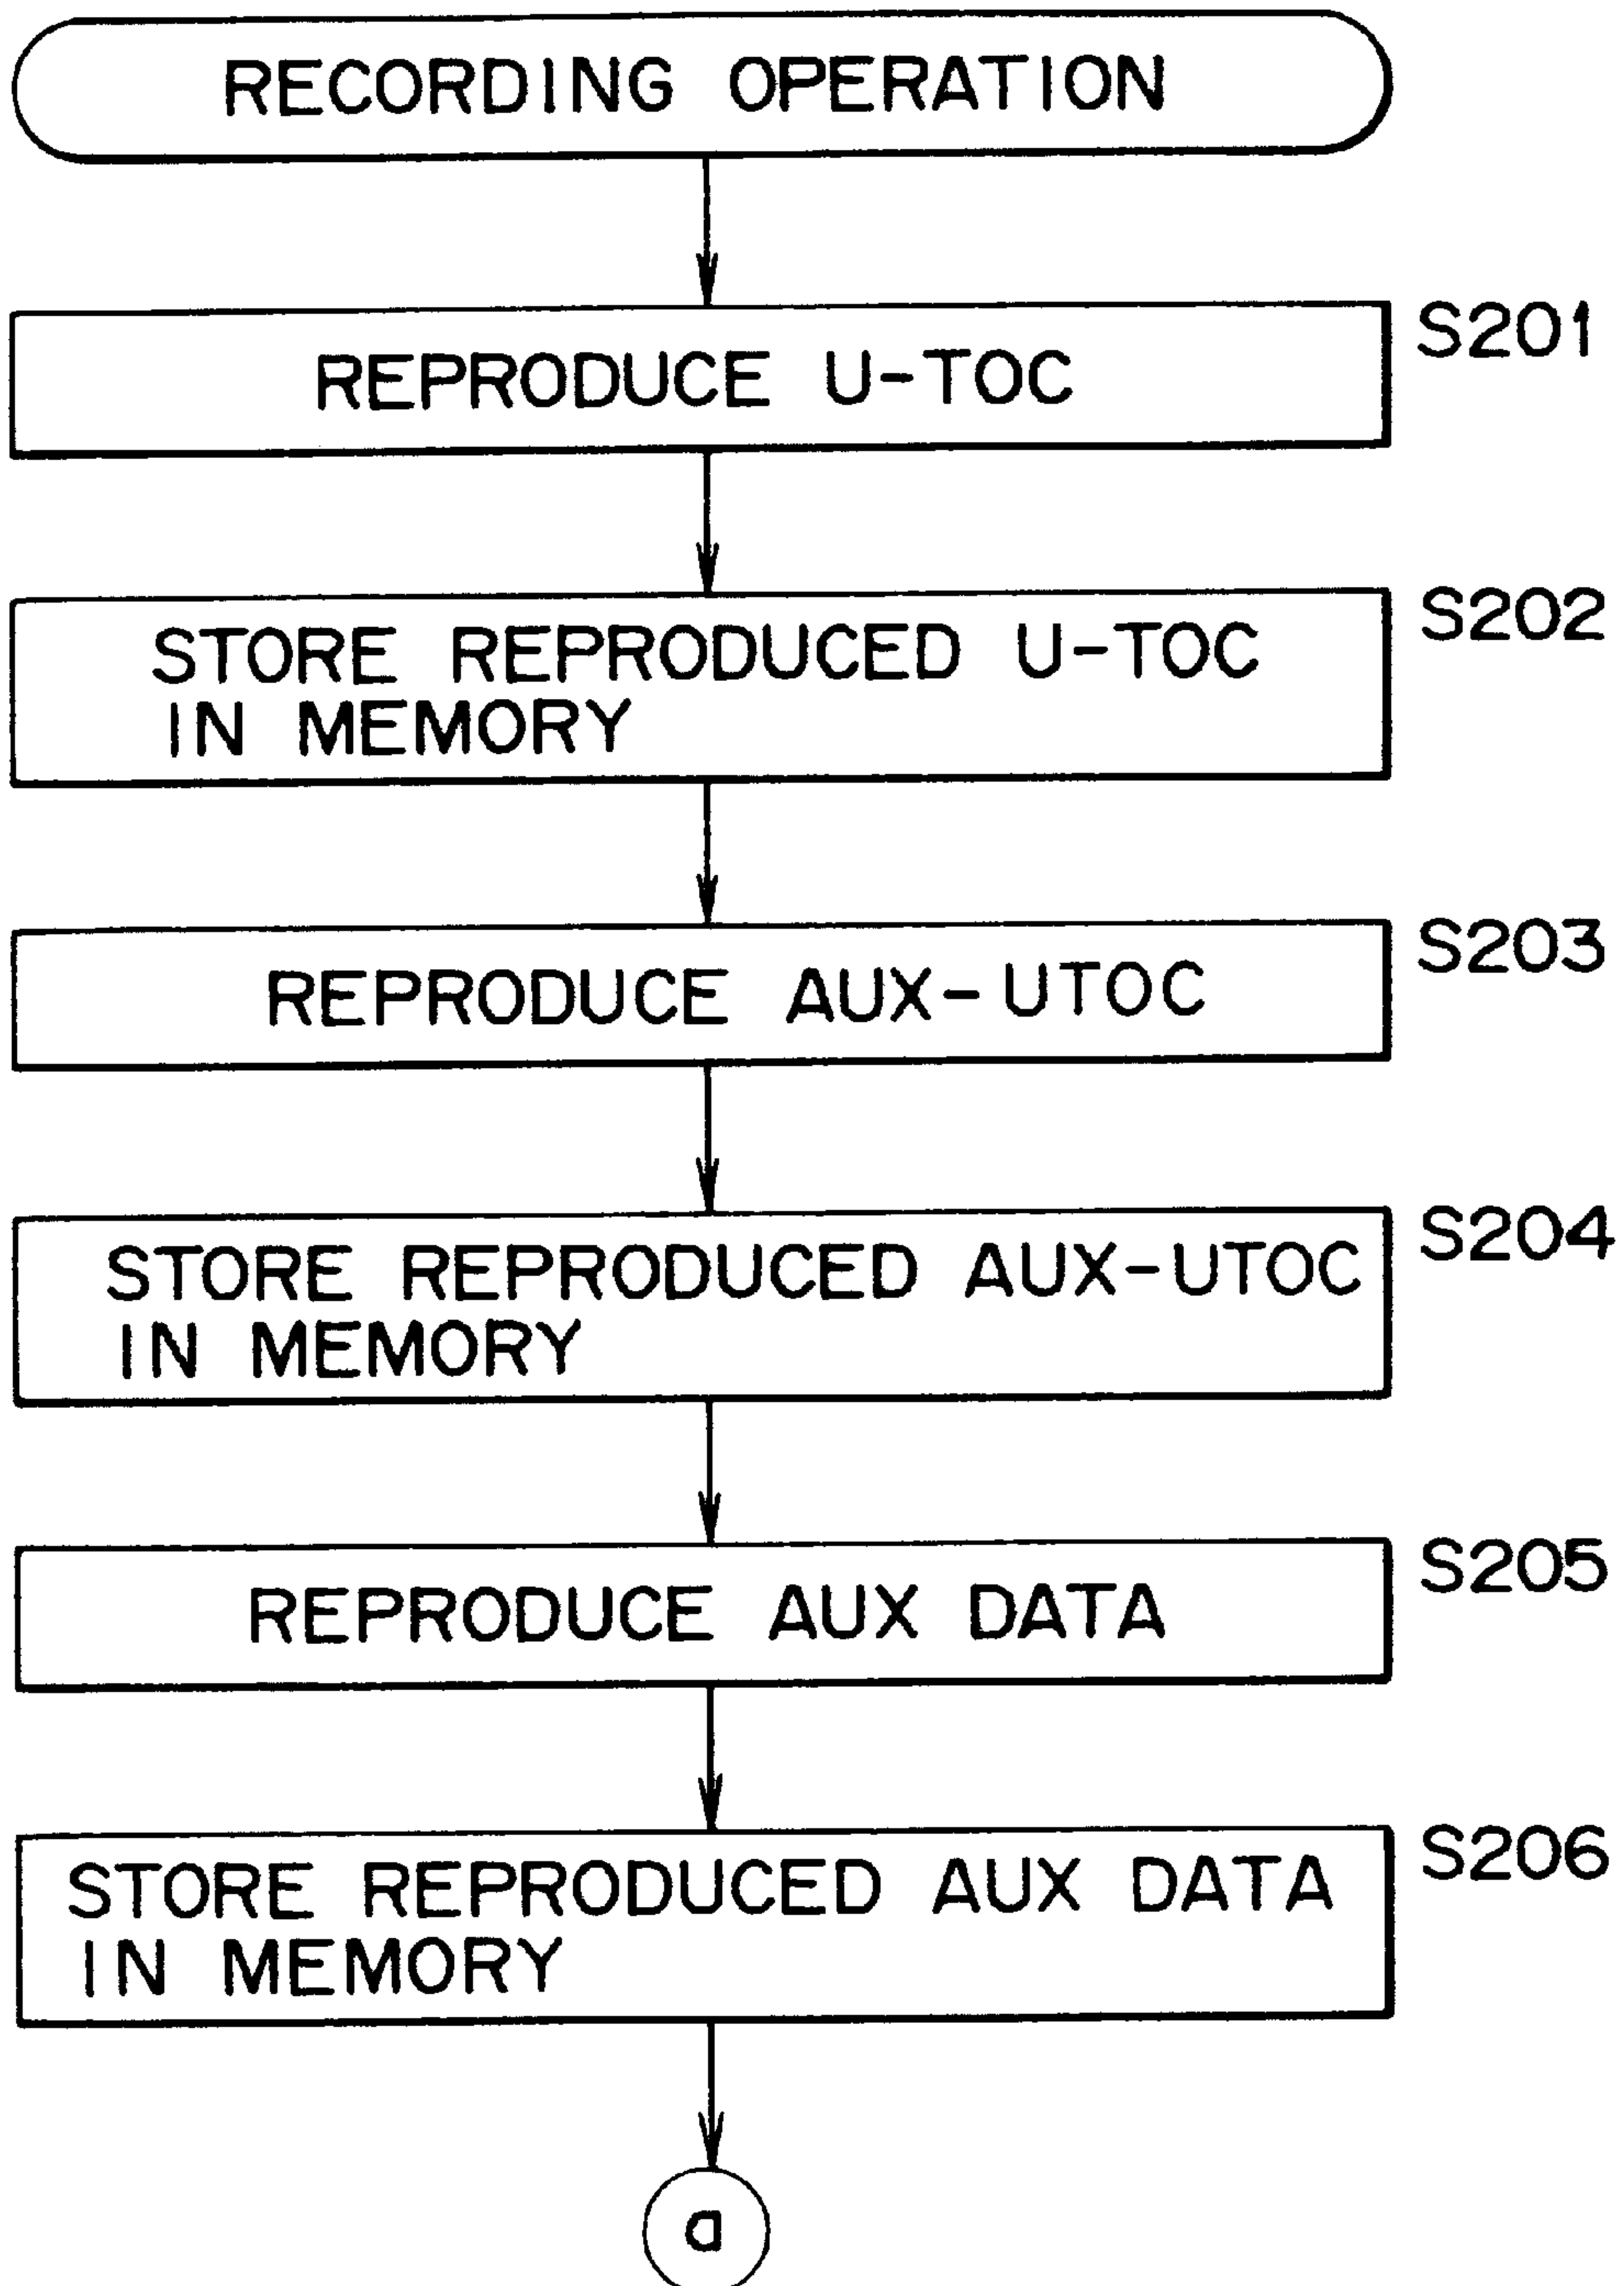 RECORDING OPERATION
S201
REPRODUCE U-TOC
S202
STORE REPRODUCED U-TOC
IN MEMORY
S203
REPRODUCE AUX-UTOC
S204
STORE REPRODUCED AUX-UTOC
IN MEMORY
S205
REPRODUCE AUX DATA
S206
STORE REPRODUCED AUX DATA
IN MEMORY
a